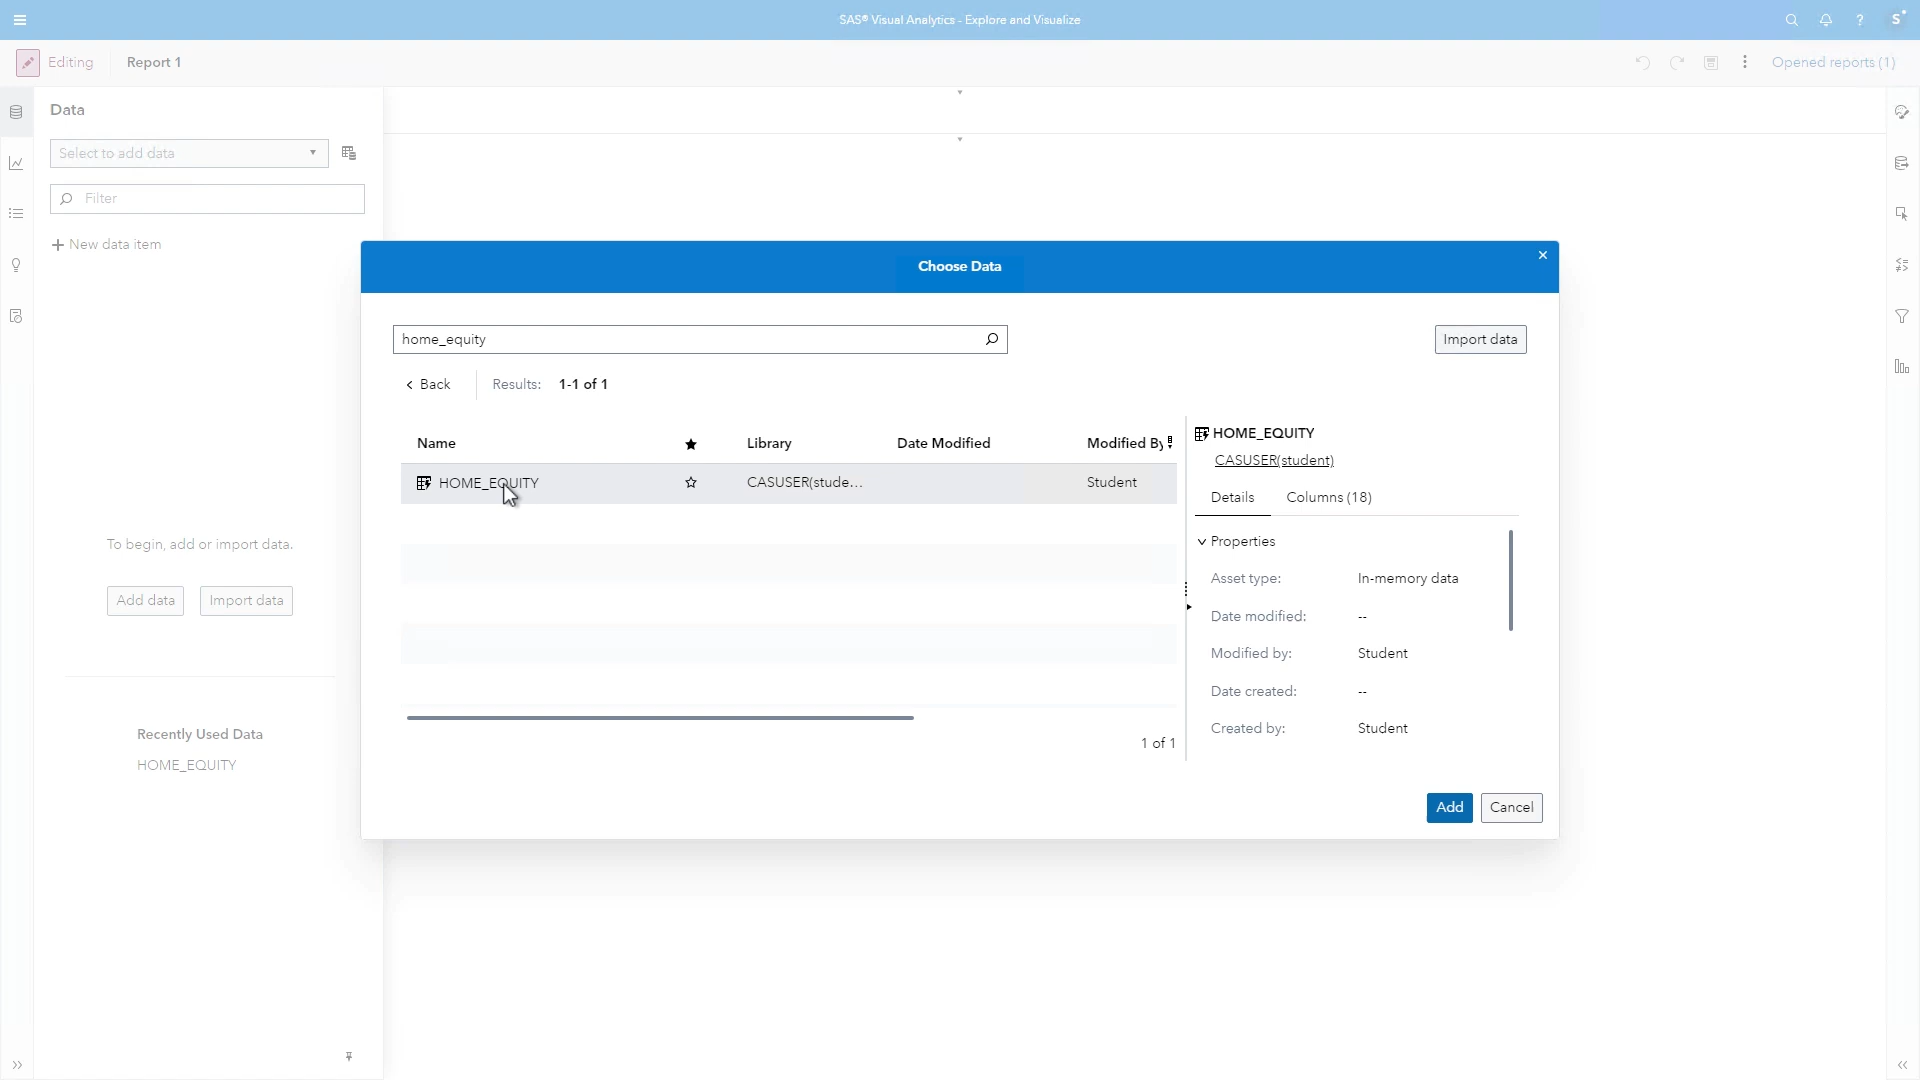 SAS® Visual Analytics - Explore and Visualize
S
Editing
Report 1
Opened reports (1)
Data
Select to add data
Filter
New data item
To begin, add or import data.
Add data
Import data
Recently Used Data
HOME_EQUITY
Choose Data
home_equity
Import data
Back
Results: 1-1 of 1
Name
Library
Date Modified
Modified By
HOME_EQUITY
CASUSER(stude...
Student
1 of 1
HOME_EQUITY
CASUSER(student)
Details
Columns (18)
Properties
Asset type: In-memory data
Date modified: --
Modified by: Student
Date created: --
Created by: Student
Add
Cancel